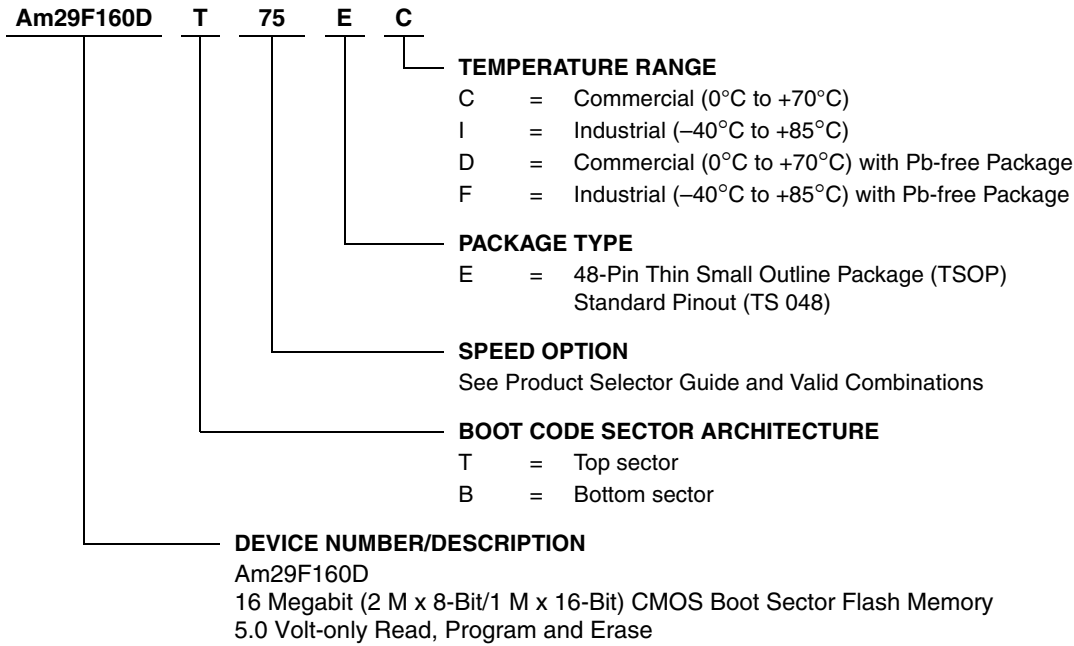 Am29F160D T 75 E C
TEMPERATURE RANGE
C = Commercial (0°C to +70°C)
I = Industrial (–40°C to +85°C)
D = Commercial (0°C to +70°C) with Pb-free Package
F = Industrial (–40°C to +85°C) with Pb-free Package
PACKAGE TYPE
E = 48-Pin Thin Small Outline Package (TSOP)
Standard Pinout (TS 048)
SPEED OPTION
See Product Selector Guide and Valid Combinations
BOOT CODE SECTOR ARCHITECTURE
T = Top sector
B = Bottom sector
DEVICE NUMBER/DESCRIPTION
Am29F160D
16 Megabit (2 M x 8-Bit/1 M x 16-Bit) CMOS Boot Sector Flash Memory
5.0 Volt-only Read, Program and Erase